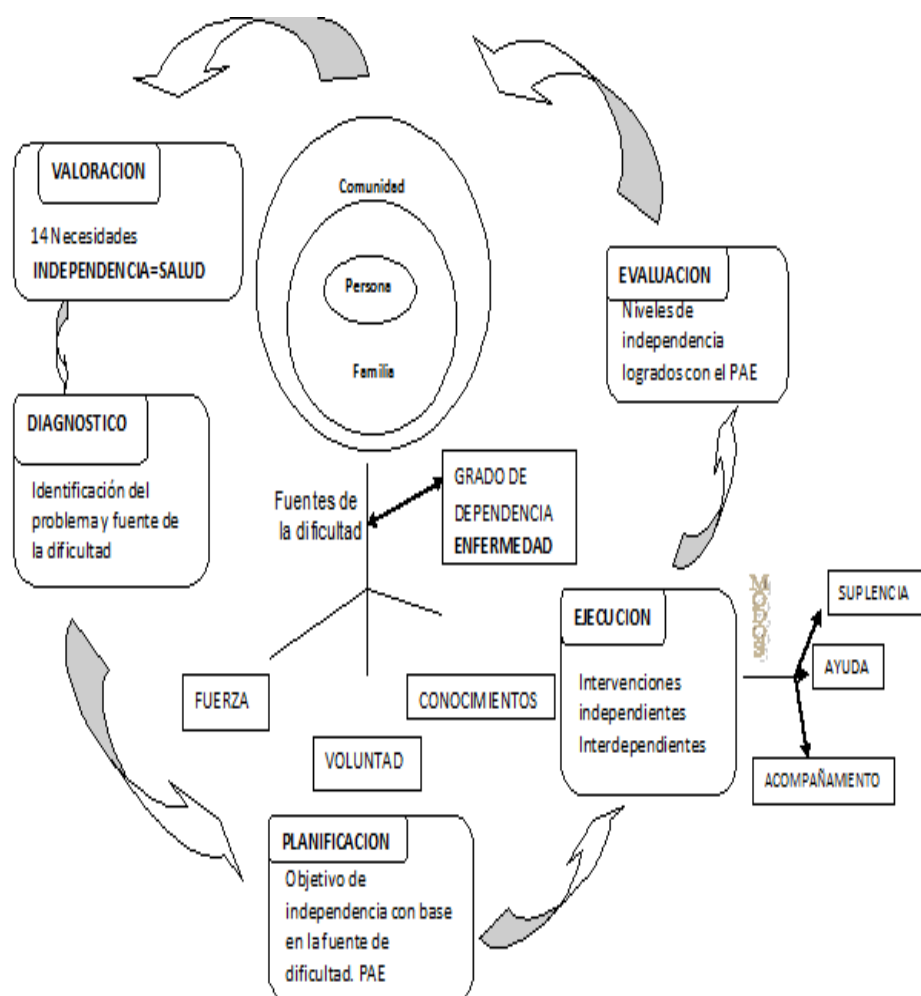 VALORACION
14 Necesidades
INDEPENDENCIA=SALUD
Comunidad
Persona
Familia
EVALUACION
Niveles de
independencia
logrados con el PAE
DIAGNOSTICO
Identificación del
problema y fuente de
la dificultad
Fuentes de
la dificultad
GRADO DE
DEPENDENCIA
ENFERMEDAD
FUERZA
VOLUNTAD
CONOCIMIENTOS
EJECUCION
Intervenciones
independientes
Interdependientes
Modos
SUPLENCIA
AYUDA
ACOMPAÑAMIENTO
PLANIFICACION
Objetivo de
independencia con base
en la fuente de
dificultad. PAE